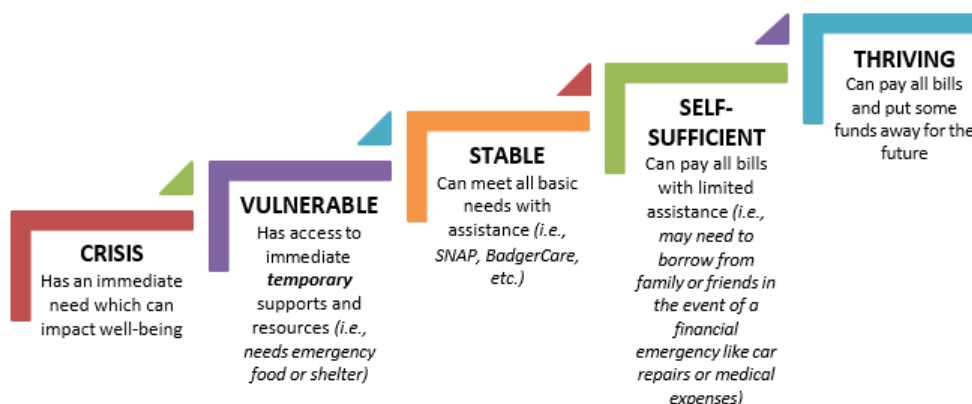 CRISIS
Has an immediate
need which can
impact well-being
VULNERABLE
Has access to
immediate
temporary
supports and
resources (i.e.,
needs emergency
food or shelter)
STABLE
Can meet all basic
needs with
assistance (i.e.,
SNAP, BadgerCare,
etc.)
SELF-
SUFFICIENT
Can pay all bills
with limited
assistance (i.e.,
may need to
borrow from
family or friends in
the event of a
financial
emergency like car
repairs or medical
expenses)
THRIVING
Can pay all bills
and put some
funds away for the
future